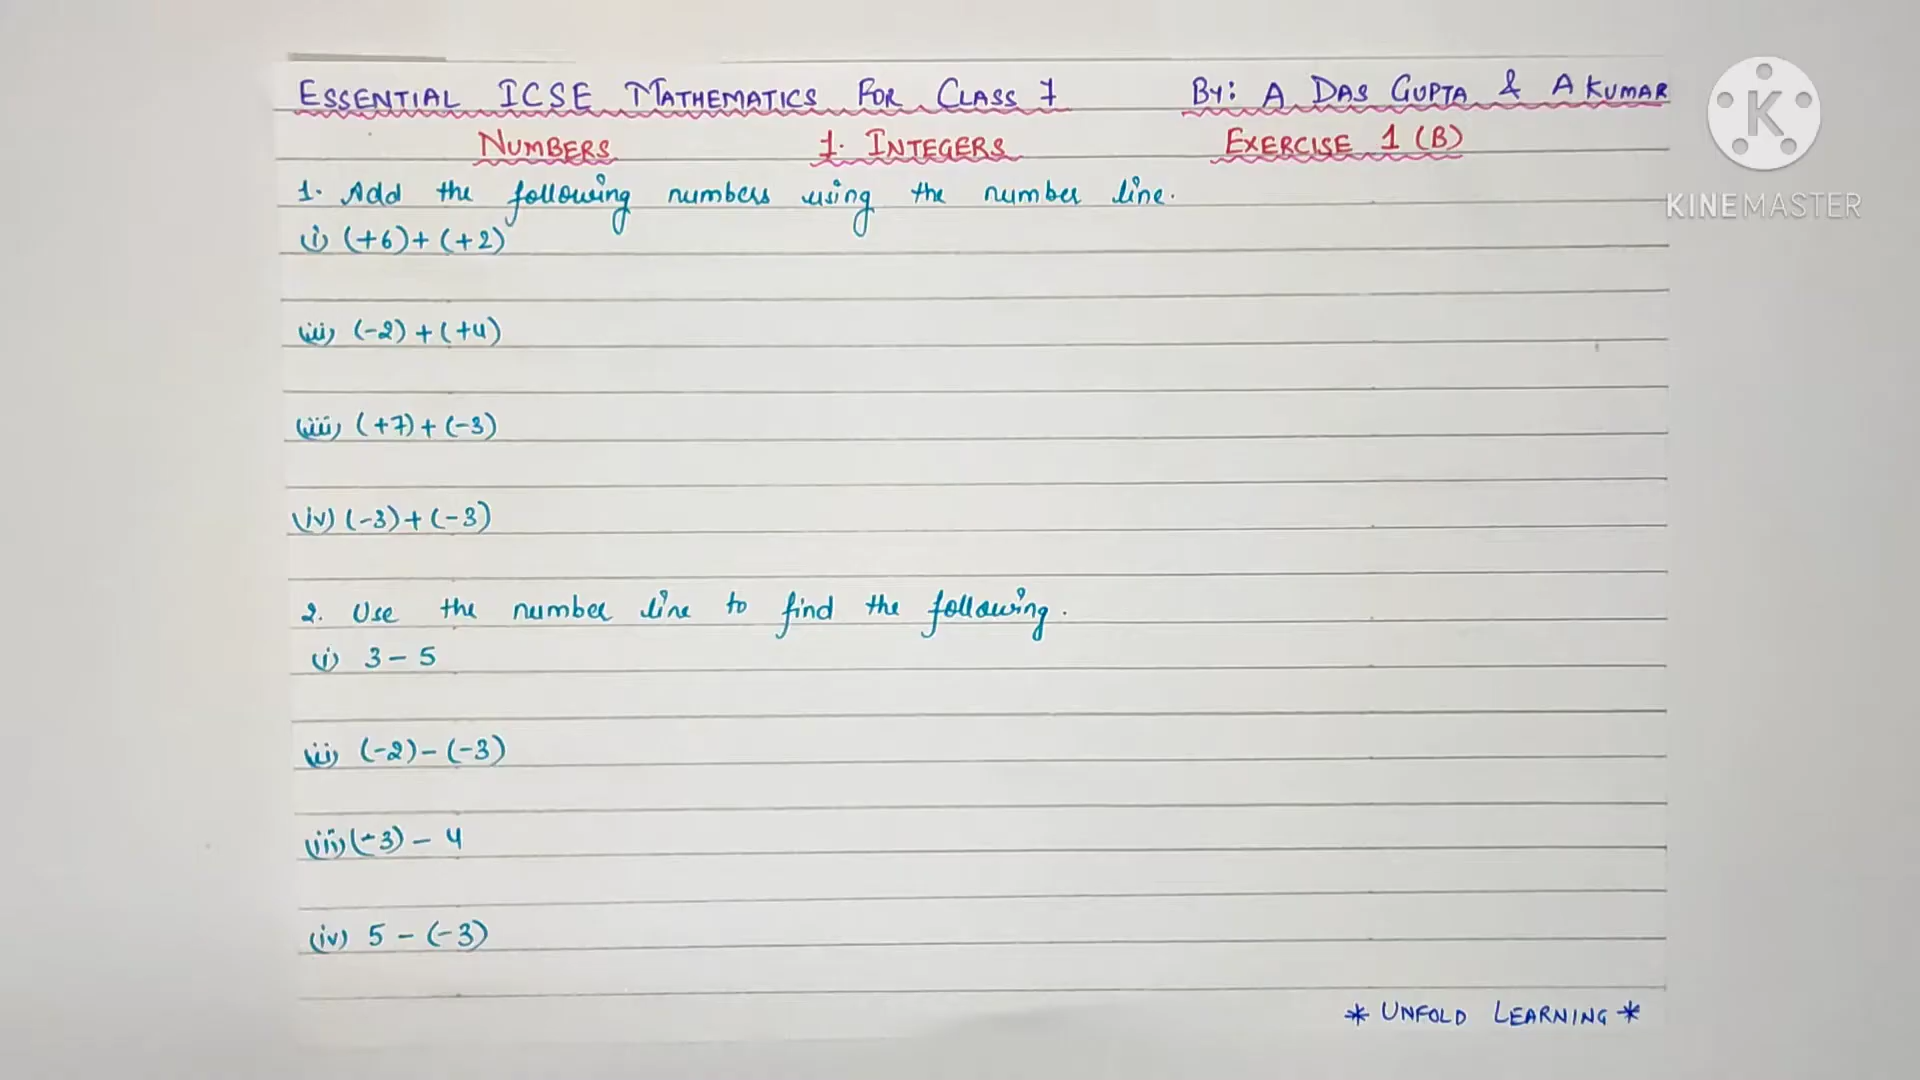 ESSENTIAL ICSE MATHEMATICS FOR CLASS 7 By: A DAS GUPTA & A KUMAR
NUMBERS 1. INTEGERS EXERCISE 1 (B)
1. Add the following numbers using the number line.
(i) (+6)+(+2)
(ii) (-2)+(+4)
(iii) (+7)+(-3)
(iv) (-3)+(-3)
2. Use the number line to find the following.
(i) 3-5
(ii) (-2)-(-3)
(iii) (-3)-4
(iv) 5-(-3)
* UNFOLD LEARNING *
K
KINEMASTER